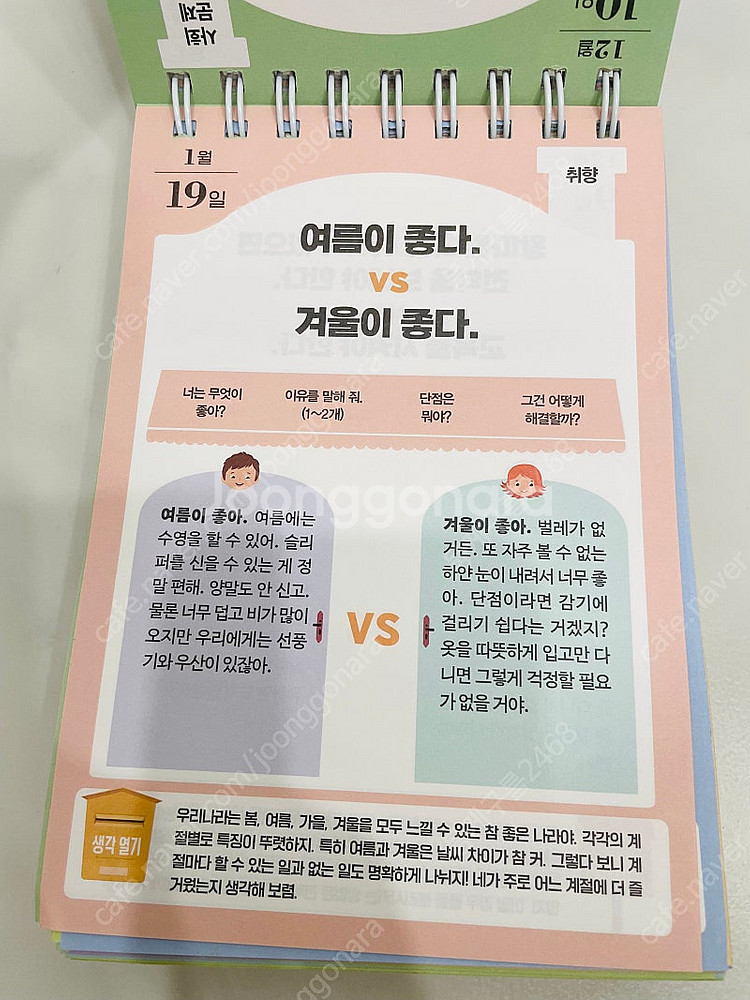 사회
문제
12월
10일
1월
19일
취향
여름이 좋다.
vs
겨울이 좋다.
너는 무엇이
좋아?
이유를 말해 줘.
(1~2개)
단점은
뭐야?
그건 어떻게
해결할까?
여름이 좋아. 여름에는
수영을 할 수 있어. 슬리
퍼를 신을 수 있는 게 정
말 편해. 양말도 안 신고.
물론 너무 덥고 비가 많이
오지만 우리에게는 선풍
기와 우산이 있잖아.
VS
겨울이 좋아. 벌레가 없
거든. 또 자주 볼 수 없는
하얀 눈이 내려서 너무 좋
아. 단점이라면 감기에
걸리기 쉽다는 거겠지?
옷을 따뜻하게 입고만 다
니면 그렇게 걱정할 필요
가 없을 거야.
생각 열기
우리나라는 봄, 여름, 가을, 겨울을 모두 느낄 수 있는 참 좋은 나라야. 각각의 계
절별로 특징이 뚜렷하지. 특히 여름과 겨울은 날씨 차이가 참 커. 그렇다 보니 계
절마다 할 수 있는 일과 없는 일도 명확하게 나뉘지! 네가 주로 어느 계절에 더 즐
거웠는지 생각해 보렴.
joonggonara
cafe.naver.com/joonggonara